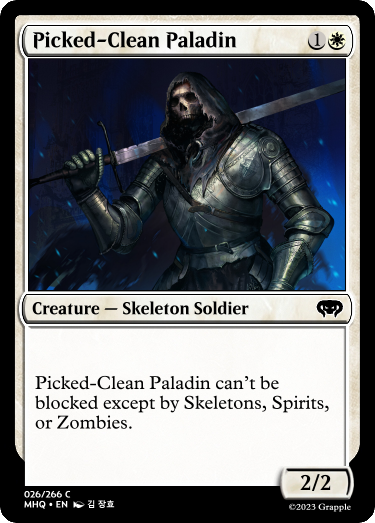 Picked-Clean Paladin 1
Creature — Skeleton Soldier
Picked-Clean Paladin can't be
blocked except by Skeletons, Spirits,
or Zombies.
2/2
026/266 C
MHQ • EN 김 장효
©2023 Grapple